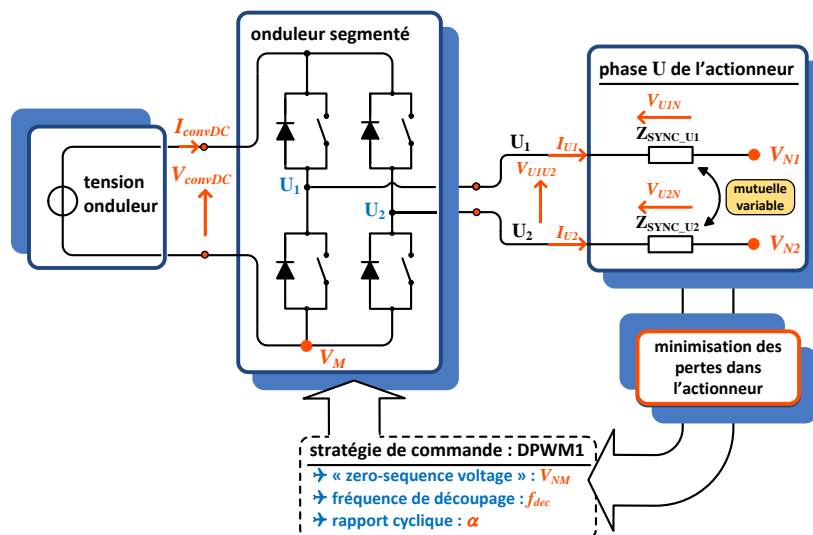 onduleur segmenté
phase U de l'actionneur
I_convDC
V_convDC
tension
onduleur
U₁
U₂
V_M
U₁
I_U1
V_U1U2
U₂
I_U2
V_U1N
Z_SYNC_U1
V_N1
V_U2N
mutuelle
variable
Z_SYNC_U2
V_N2
minimisation des
pertes dans
l'actionneur
stratégie de commande : DPWM1
✈ « zero-sequence voltage » : V_NM
✈ fréquence de découpage : f_dec
✈ rapport cyclique : α